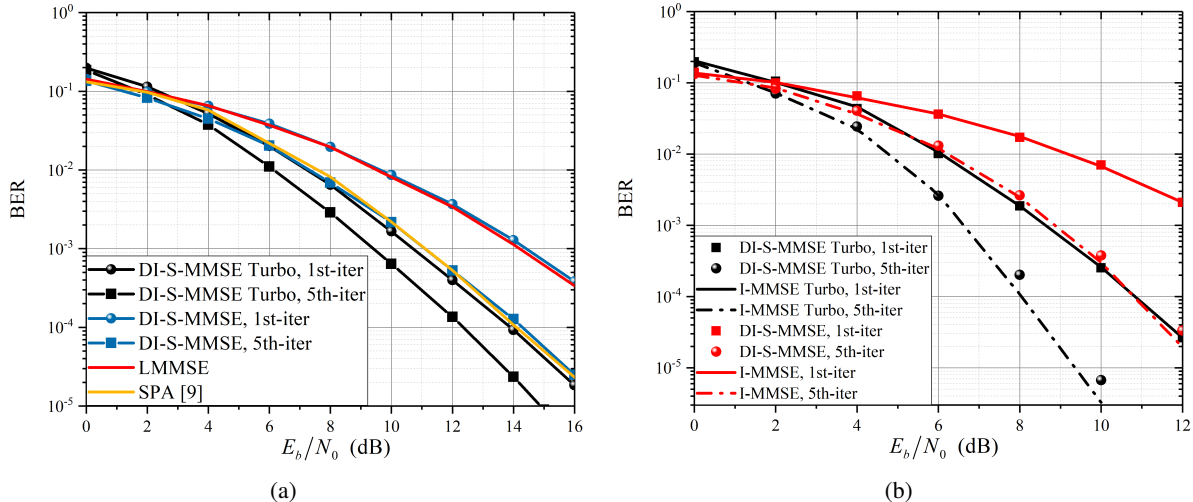 10^0
10^-1
10^-2
10^-3
10^-4
10^-5
BER
DI-S-MMSE Turbo, 1st-iter
DI-S-MMSE Turbo, 5th-iter
DI-S-MMSE, 1st-iter
DI-S-MMSE, 5th-iter
LMMSE
SPA [9]
0 2 4 6 8 10 12 14 16
E_b/N_0 (dB)
(a)
10^0
10^-1
10^-2
10^-3
10^-4
10^-5
BER
DI-S-MMSE Turbo, 1st-iter
DI-S-MMSE Turbo, 5th-iter
I-MMSE Turbo, 1st-iter
I-MMSE Turbo, 5th-iter
DI-S-MMSE, 1st-iter
DI-S-MMSE, 5th-iter
I-MMSE, 1st-iter
I-MMSE, 5th-iter
0 2 4 6 8 10 12
E_b/N_0 (dB)
(b)